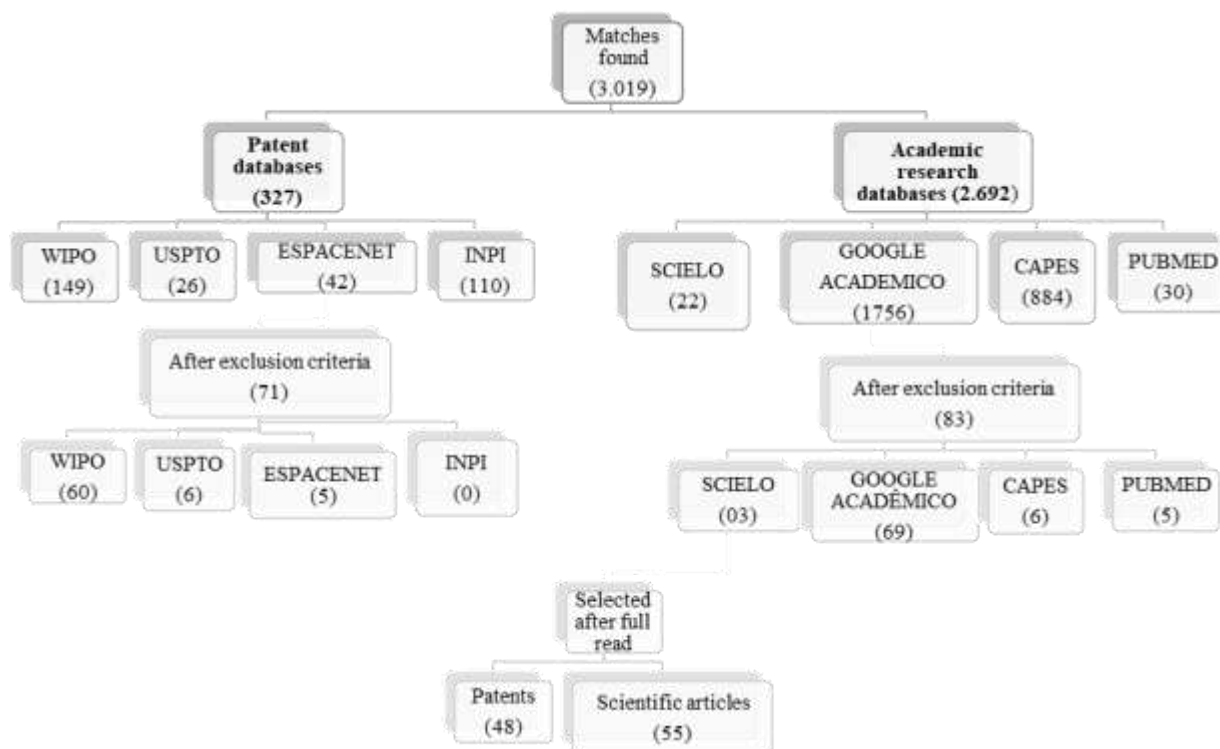 Matches
found
(3.019)
Patent
databases
(327)
Academic
research
databases (2.692)
WIPO
(149)
USPTO
(26)
ESPACENET
(42)
INPI
(110)
SCIELO
(22)
GOOGLE
ACADEMICO
(1756)
CAPES
(884)
PUBMED
(30)
After exclusion criteria
(71)
After exclusion criteria
(83)
WIPO
(60)
USPTO
(6)
ESPACENET
(5)
INPI
(0)
SCIELO
(03)
GOOGLE
ACADÊMICO
(69)
CAPES
(6)
PUBMED
(5)
Selected
after full
read
Patents
(48)
Scientific articles
(55)